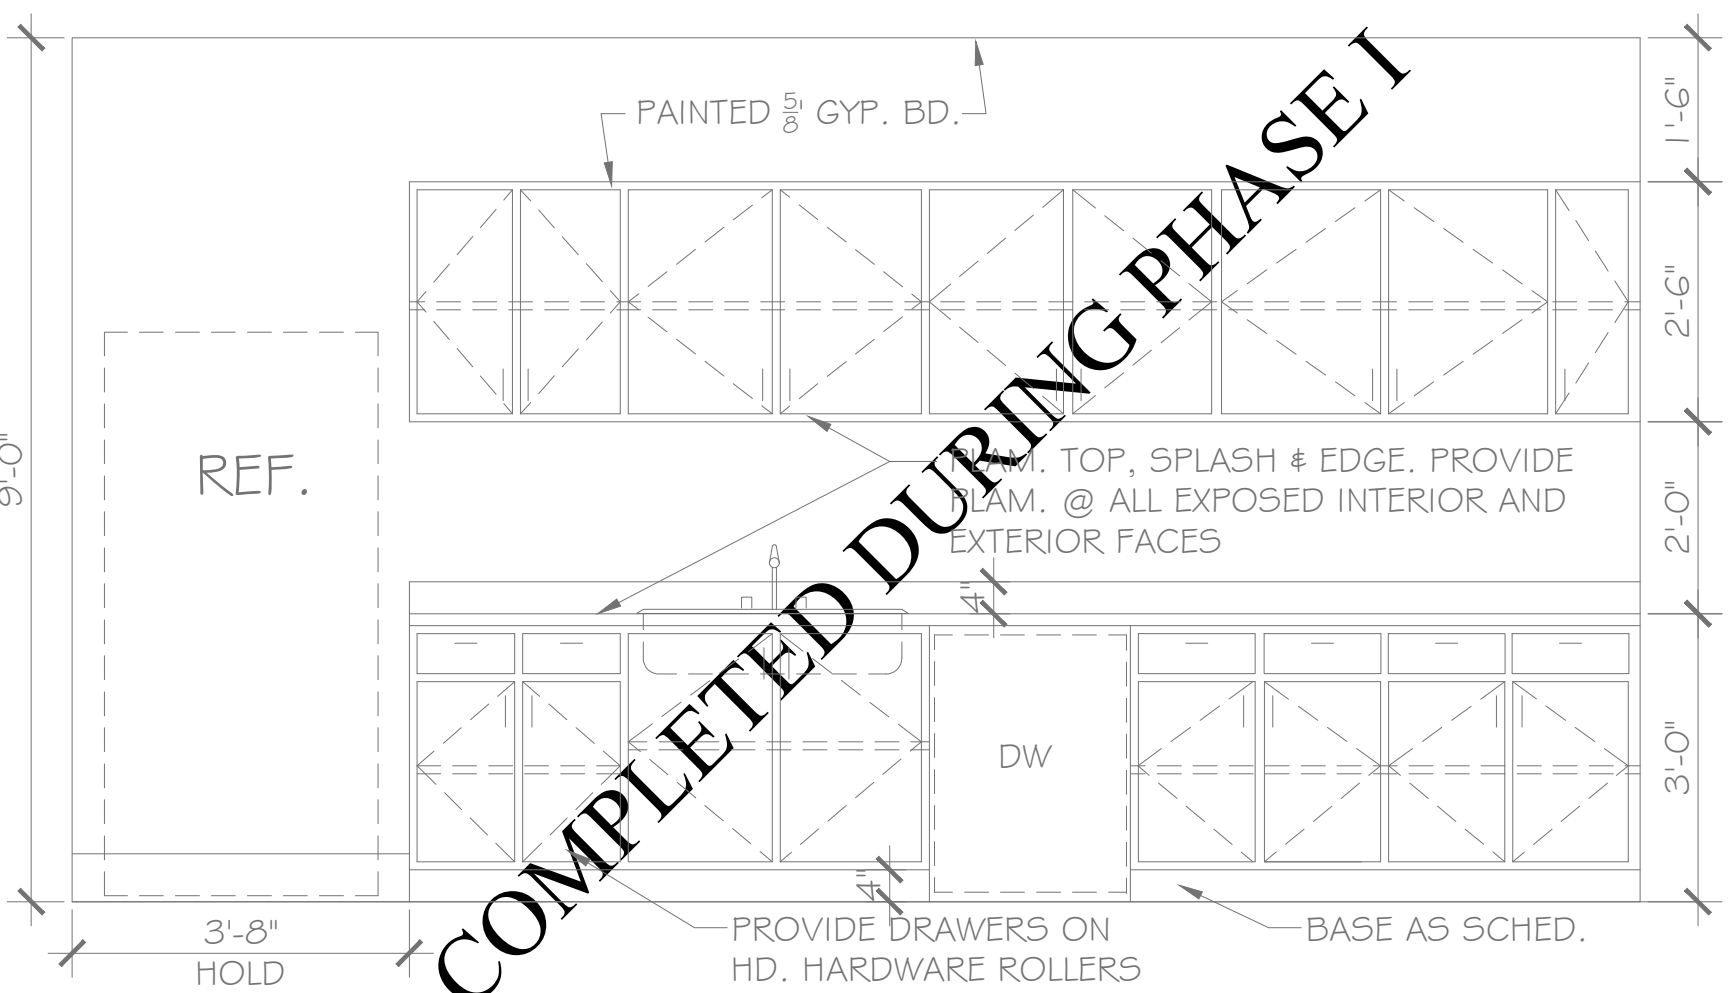 PAINTED 5/8' GYP. BD.
1'-6"
2'-6"
9'-0"
REF.
PLAM. TOP, SPLASH & EDGE. PROVIDE
PLAM. @ ALL EXPOSED INTERIOR AND
EXTERIOR FACES
2'-0"
4"
DW
3'-0"
4"
3'-8"
HOLD
PROVIDE DRAWERS ON
HD. HARDWARE ROLLERS
BASE AS SCHED.
COMPLETED DURING PHASE I